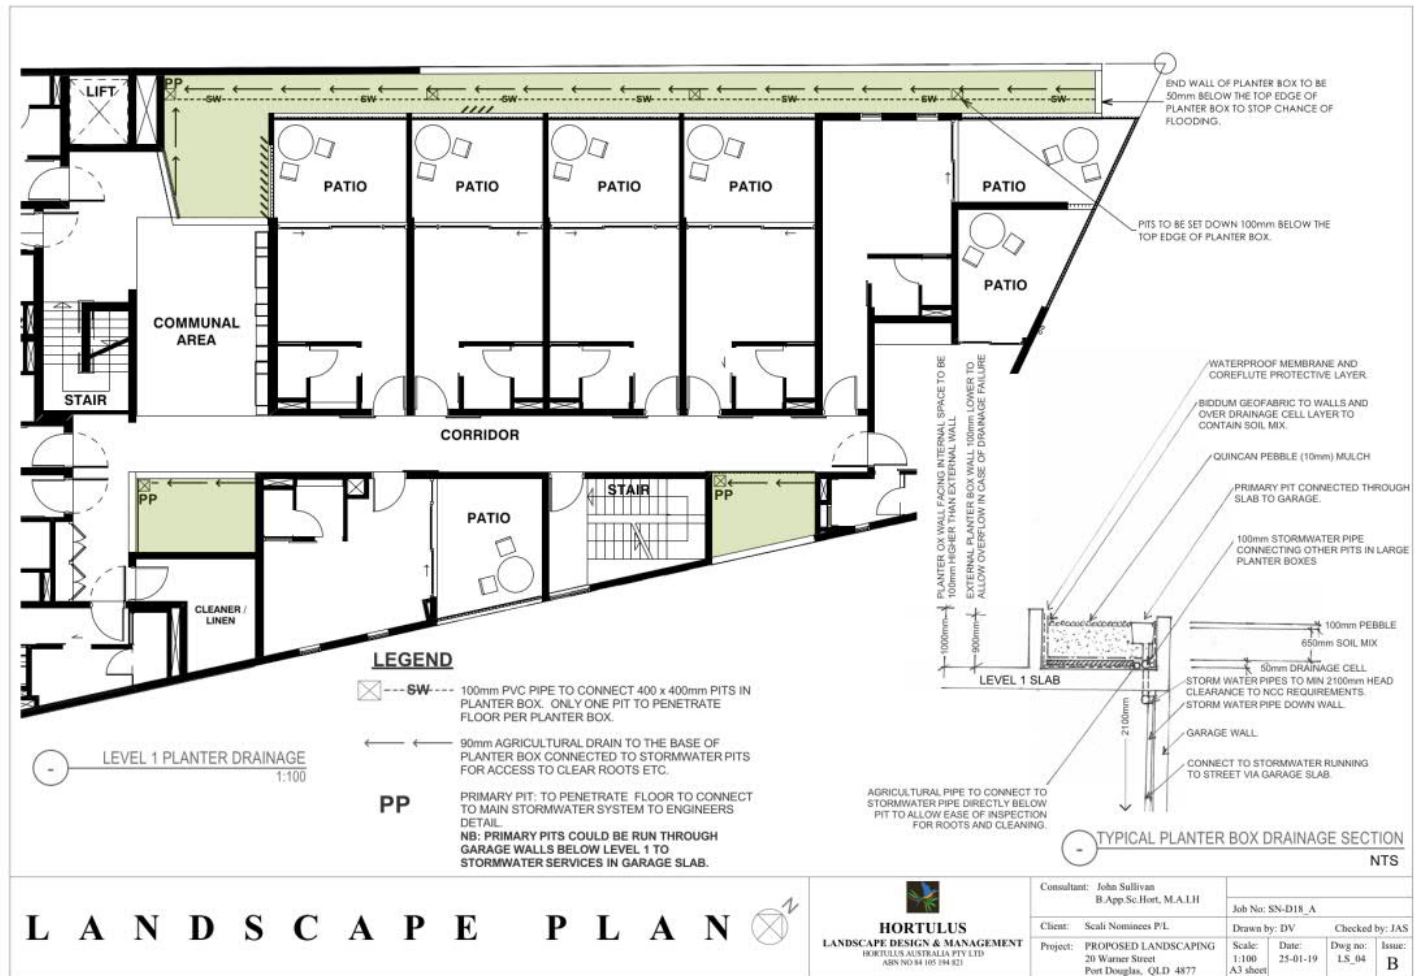 PP
LIFT
SW
SW
SW
SW
SW
SW
SW
END WALL OF PLANTER BOX TO BE
50mm BELOW THE TOP EDGE OF
PLANTER BOX TO STOP CHANCE OF
FLOODING.
PATIO
PATIO
PATIO
PATIO
PATIO
PITS TO BE SET DOWN 100mm BELOW THE
TOP EDGE OF PLANTER BOX.
PATIO
COMMUNAL
AREA
STAIR
CORRIDOR
PP
STAIR
PP
PATIO
CLEANER /
LINEN
PLANTER OX WALL FACING INTERNAL SPACE TO BE
100mm HIGHER THAN EXTERNAL WALL
EXTERNAL PLANTER BOX WALL 100mm LOWER TO
ALLOW OVERFLOW IN CASE OF DRAINAGE FAILURE
WATERPROOF MEMBRANE AND
COREFLUTE PROTECTIVE LAYER.
BIDDUM GEOFABRIC TO WALLS AND
OVER DRAINAGE CELL LAYER TO
CONTAIN SOIL MIX.
QUINCAN PEBBLE (10mm) MULCH
PRIMARY PIT CONNECTED THROUGH
SLAB TO GARAGE.
100mm STORMWATER PIPE
CONNECTING OTHER PITS IN LARGE
PLANTER BOXES
1000mm
900mm
100mm PEBBLE
650mm SOIL MIX
50mm DRAINAGE CELL
LEVEL 1 SLAB
STORM WATER PIPES TO MIN 2100mm HEAD
CLEARANCE TO NCC REQUIREMENTS.
STORM WATER PIPE DOWN WALL.
2100mm
GARAGE WALL.
CONNECT TO STORMWATER RUNNING
TO STREET VIA GARAGE SLAB.
AGRICULTURAL PIPE TO CONNECT TO
STORMWATER PIPE DIRECTLY BELOW
PIT TO ALLOW EASE OF INSPECTION
FOR ROOTS AND CLEANING.
- TYPICAL PLANTER BOX DRAINAGE SECTION
NTS
LEGEND
SW 100mm PVC PIPE TO CONNECT 400 x 400mm PITS IN
PLANTER BOX. ONLY ONE PIT TO PENETRATE
FLOOR PER PLANTER BOX.
90mm AGRICULTURAL DRAIN TO THE BASE OF
PLANTER BOX CONNECTED TO STORMWATER PITS
FOR ACCESS TO CLEAR ROOTS ETC.
PP PRIMARY PIT: TO PENETRATE FLOOR TO CONNECT
TO MAIN STORMWATER SYSTEM TO ENGINEERS
DETAIL.
NB: PRIMARY PITS COULD BE RUN THROUGH
GARAGE WALLS BELOW LEVEL 1 TO
STORMWATER SERVICES IN GARAGE SLAB.
- LEVEL 1 PLANTER DRAINAGE
1:100
LANDSCAPE PLAN
N
HORTULUS
LANDSCAPE DESIGN & MANAGEMENT
HORTULUS AUSTRALIA PTY LTD
ABN NO 84 105 194 821
Consultant: John Sullivan
B.App.Sc.Hort, M.A.I.H
Client: Scali Nominees P/L
Project: PROPOSED LANDSCAPING
20 Warner Street
Port Douglas, QLD 4877
Job No: SN-D18_A
Drawn by: DV Checked by: JAS
Scale: Date: Dwg no: Issue:
1:100 25-01-19 LS_04 B
A3 sheet